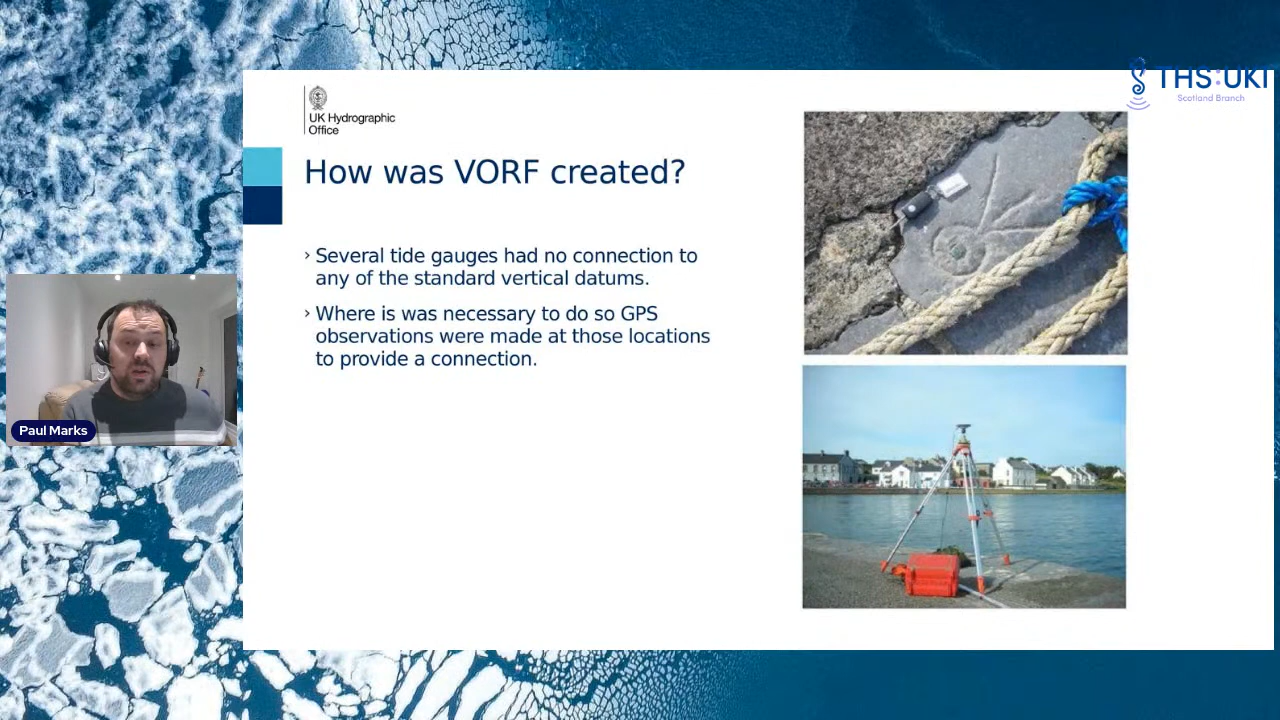 THS:UKI
Scotland Branch
UK Hydrographic
Office
How was VORF created?
› Several tide gauges had no connection to
any of the standard vertical datums.
› Where is was necessary to do so GPS
observations were made at those locations
to provide a connection.
Paul Marks